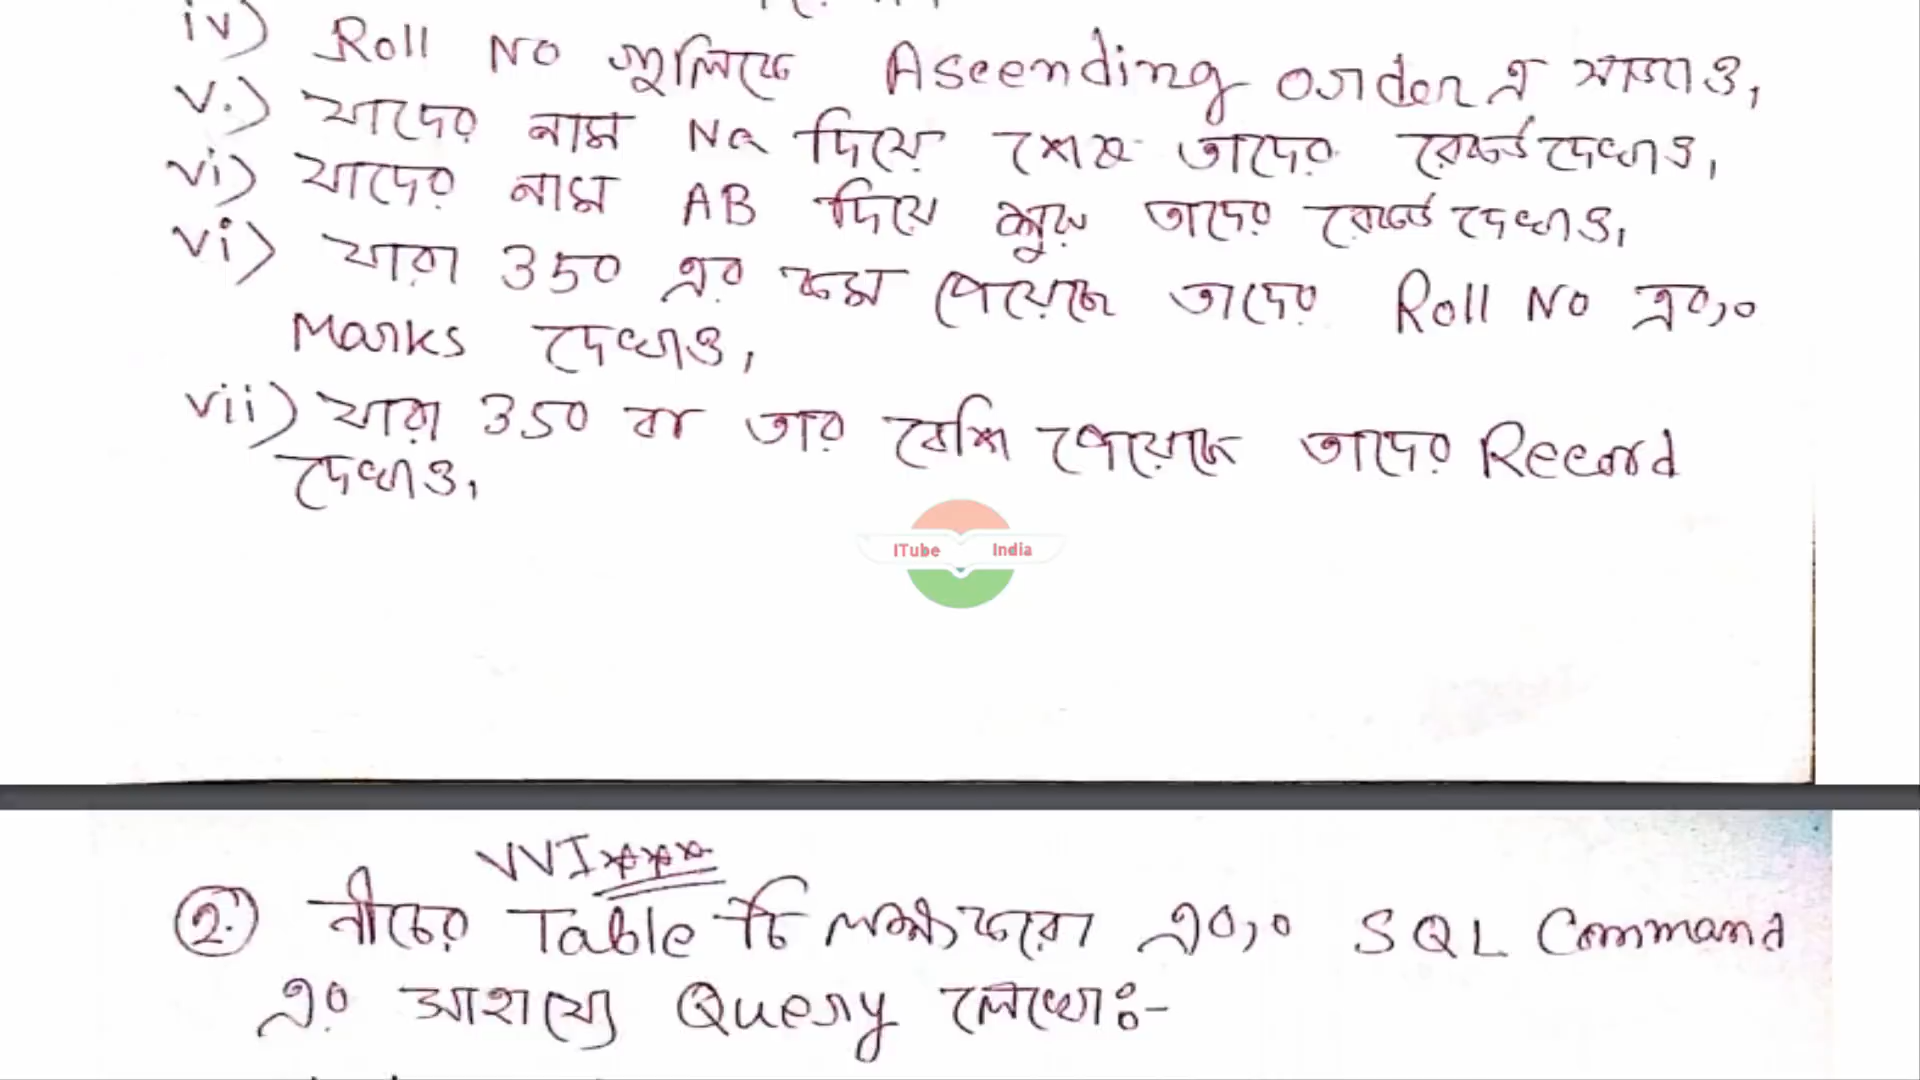 iv) Roll No গুলিকে Ascending order এ সাজাও,
v.) যাদের নাম Na দিয়ে শেষ তাদের রেকর্ড দেখাও,
vi) যাদের নাম AB দিয়ে শুরু তাদের রেকর্ড দেখাও,
vi) যারা 350 এর কম পেয়েছে তাদের Roll No এবং
Marks দেখাও,
vii) যারা 350 বা তার বেশি পেয়েছে তাদের Record
দেখাও,
ITube India
VVI***
2. নীচের Table টি লক্ষ্য করো এবং SQL Command
এর সাহায্যে Query লেখো:-